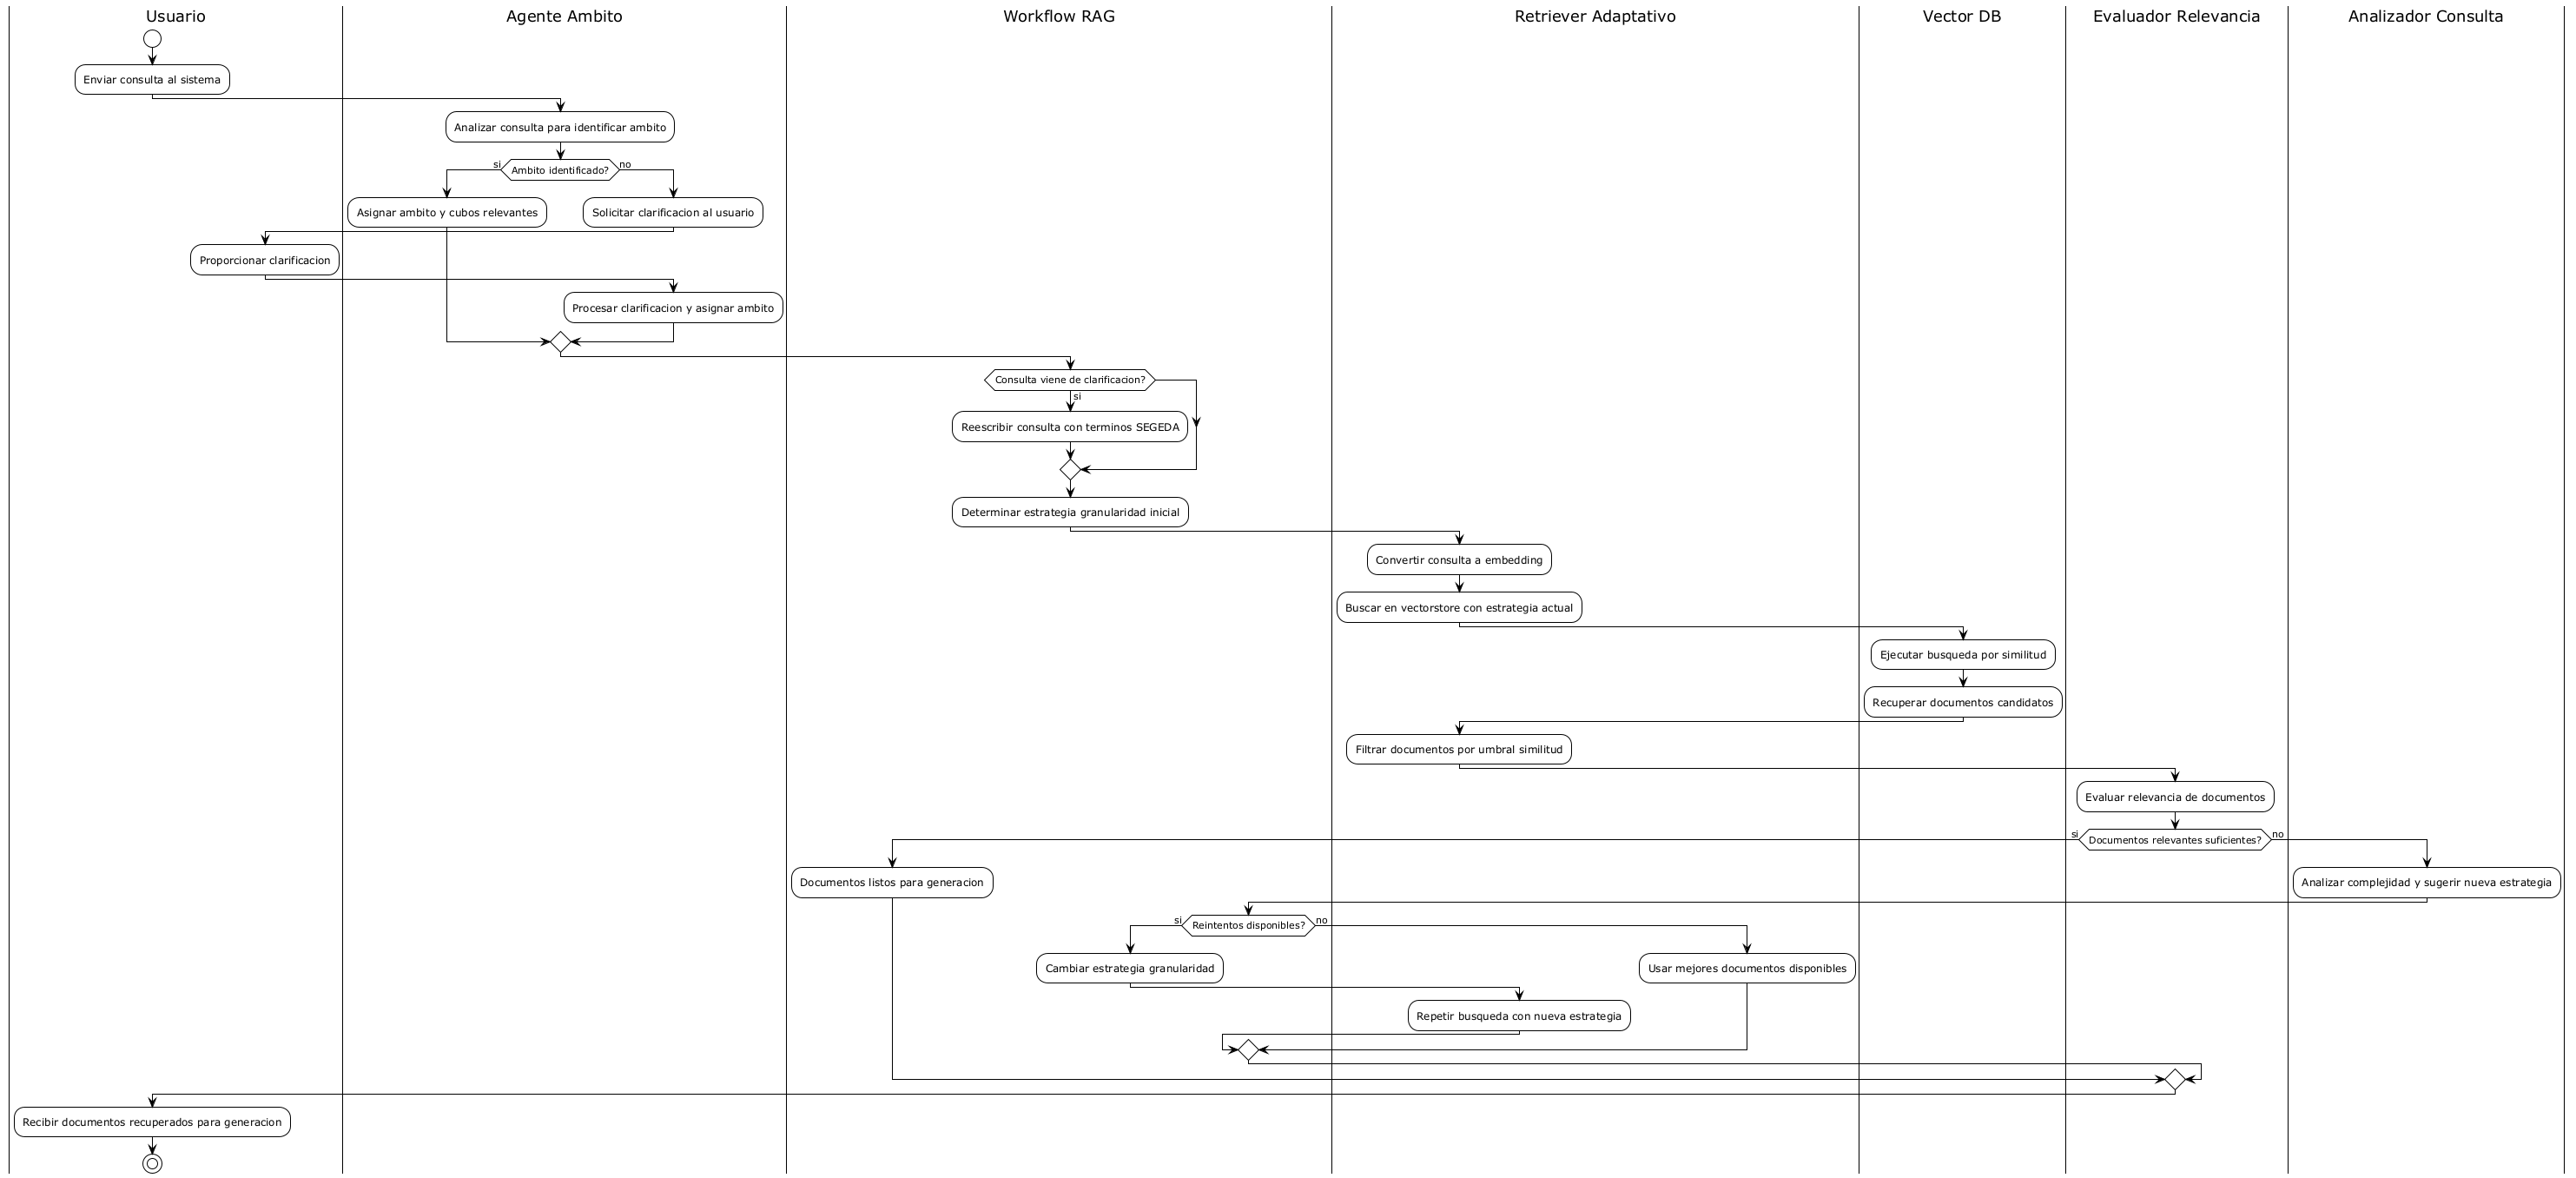 Usuario
Agente Ambito
Workflow RAG
Retriever Adaptativo
Vector DB
Evaluador Relevancia
Analizador Consulta
Enviar consulta al sistema
Analizar consulta para identificar ambito
si
Ambito identificado?
no
Asignar ambito y cubos relevantes
Solicitar clarificacion al usuario
Proporcionar clarificacion
Procesar clarificacion y asignar ambito
Consulta viene de clarificacion?
si
Reescribir consulta con terminos SEGEDA
Determinar estrategia granularidad inicial
Convertir consulta a embedding
Buscar en vectorstore con estrategia actual
Ejecutar busqueda por similitud
Recuperar documentos candidatos
Filtrar documentos por umbral similitud
Evaluar relevancia de documentos
si
Documentos relevantes suficientes?
no
Documentos listos para generacion
Analizar complejidad y sugerir nueva estrategia
si
Reintentos disponibles?
no
Cambiar estrategia granularidad
Usar mejores documentos disponibles
Repetir busqueda con nueva estrategia
Recibir documentos recuperados para generacion